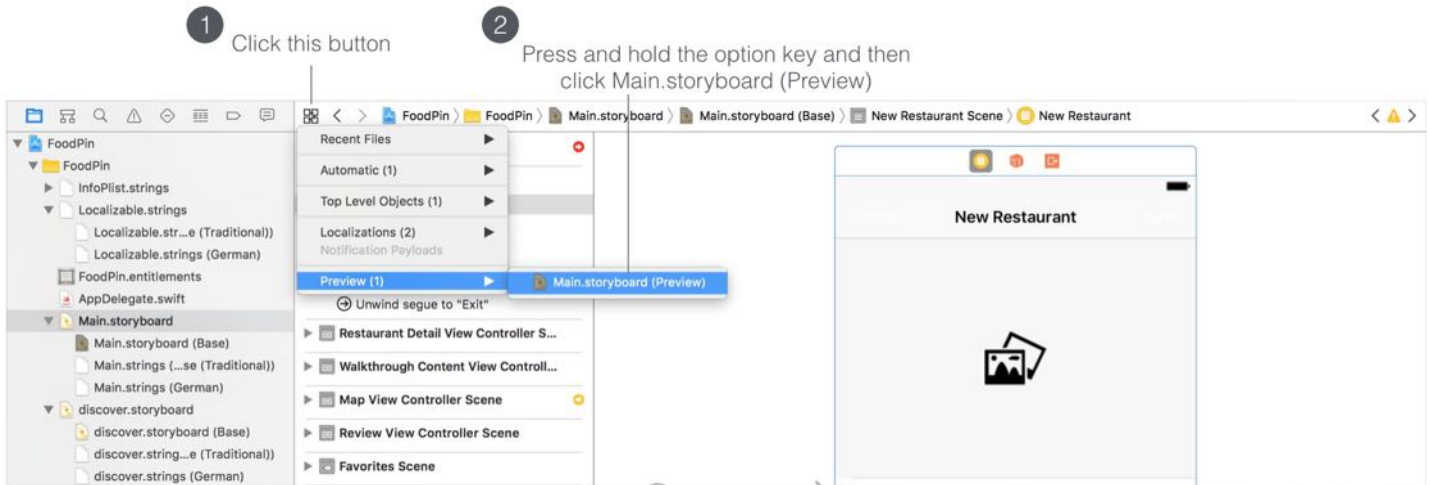 1
Click this button
2
Press and hold the option key and then
click Main.storyboard (Preview)
FoodPin
FoodPin
Main.storyboard
Main.storyboard (Base)
New Restaurant Scene
New Restaurant
FoodPin
FoodPin
InfoPlist.strings
Localizable.strings
Localizable.str...e (Traditional))
Localizable.strings (German)
FoodPin.entitlements
AppDelegate.swift
Main.storyboard
Main.storyboard (Base)
Main.strings (...se (Traditional))
Main.strings (German)
discover.storyboard
discover.storyboard (Base)
discover.string...e (Traditional))
discover.strings (German)
Recent Files
Automatic (1)
Top Level Objects (1)
Localizations (2)
Notification Payloads
Preview (1)
Main.storyboard (Preview)
Unwind segue to "Exit"
Restaurant Detail View Controller S...
Walkthrough Content View Controll...
Map View Controller Scene
Review View Controller Scene
Favorites Scene
New Restaurant